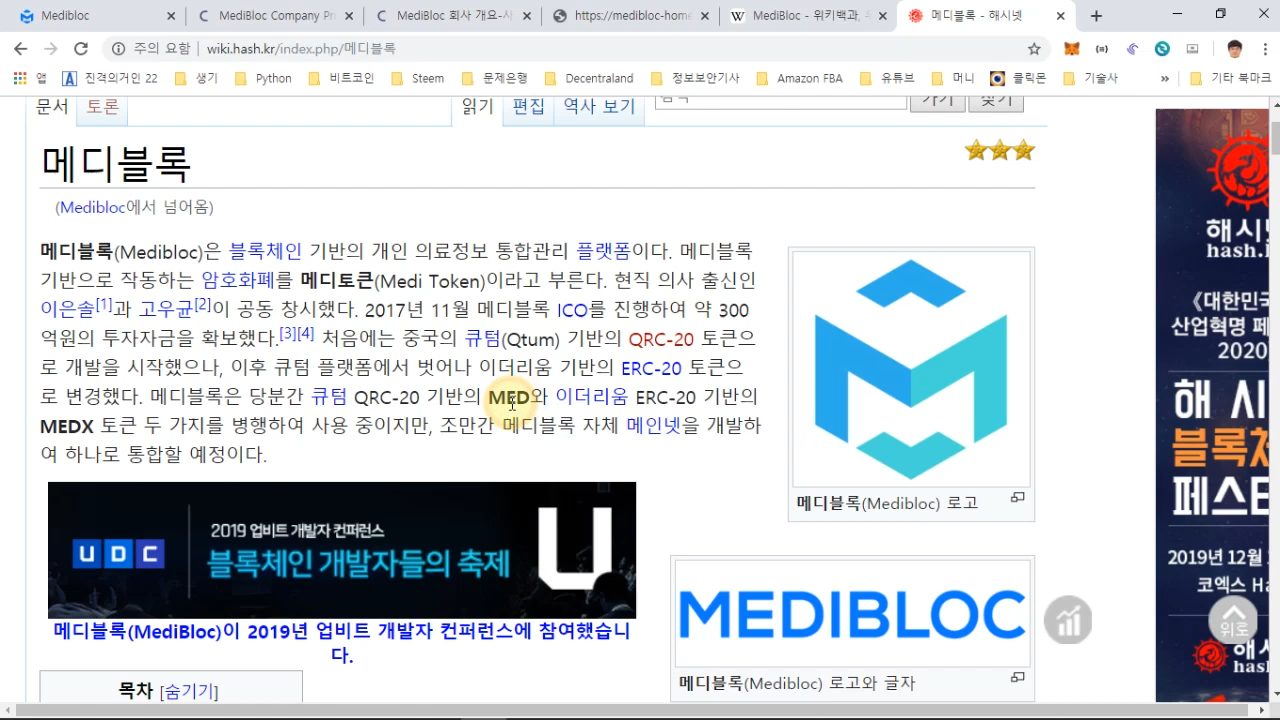 Medibloc
MediBloc Company Pr
MediBloc 회사 개요-시
https://medibloc-home
MediBloc - 위키백과,
메디블록 - 해시넷
주의 요함 | wiki.hash.kr/index.php/메디블록
앱
진격의거인 22
생기
Python
비트코인
Steem
문제은행
Decentraland
정보보안기사
Amazon FBA
유튜브
머니
클릭몬
기술사
»
기타 북마크
문서
토론
읽기
편집
역사 보기
메디블록
(Medibloc에서 넘어옴)
메디블록(Medibloc)은 블록체인 기반의 개인 의료정보 통합관리 플랫폼이다. 메디블록
기반으로 작동하는 암호화폐를 메디토큰(Medi Token)이라고 부른다. 현직 의사 출신인
이은솔[1]과 고우균[2]이 공동 창시했다. 2017년 11월 메디블록 ICO를 진행하여 약 300
억원의 투자자금을 확보했다.[3][4] 처음에는 중국의 큐텀(Qtum) 기반의 QRC-20 토큰으
로 개발을 시작했으나, 이후 큐텀 플랫폼에서 벗어나 이더리움 기반의 ERC-20 토큰으
로 변경했다. 메디블록은 당분간 큐텀 QRC-20 기반의 MED와 이더리움 ERC-20 기반의
MEDX 토큰 두 가지를 병행하여 사용 중이지만, 조만간 메디블록 자체 메인넷을 개발하
여 하나로 통합할 예정이다.
메디블록(Medibloc) 로고
UDC
2019 업비트 개발자 컨퍼런스
블록체인 개발자들의 축제
U
메디블록(MediBloc)이 2019년 업비트 개발자 컨퍼런스에 참여했습니
다.
MEDIBLOC
메디블록(Medibloc) 로고와 글자
목차 [숨기기]
해시
hash.
《대한민국
산업혁명 페
2020
해 시
블록체
페스
2019년 12월
코엑스
위로
해시
hash